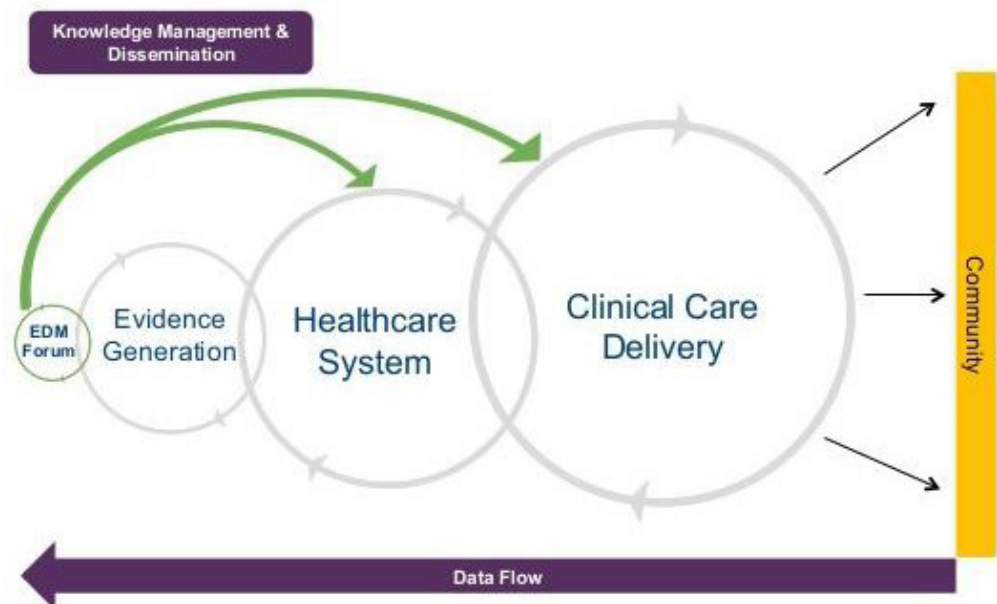 Knowledge Management &
Dissemination
EDM
Forum
Evidence
Generation
Healthcare
System
Clinical Care
Delivery
Community
Data Flow